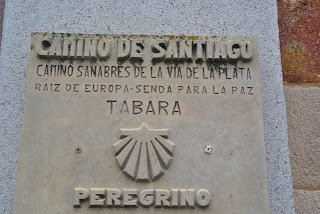 CAMINO DE SANTIAGO
CAMINO SANABRES DE LA VIA DE LA PLATA
RAIZ DE EUROPA-SENDA PARA LA PAZ
TABARA
PEREGRINO